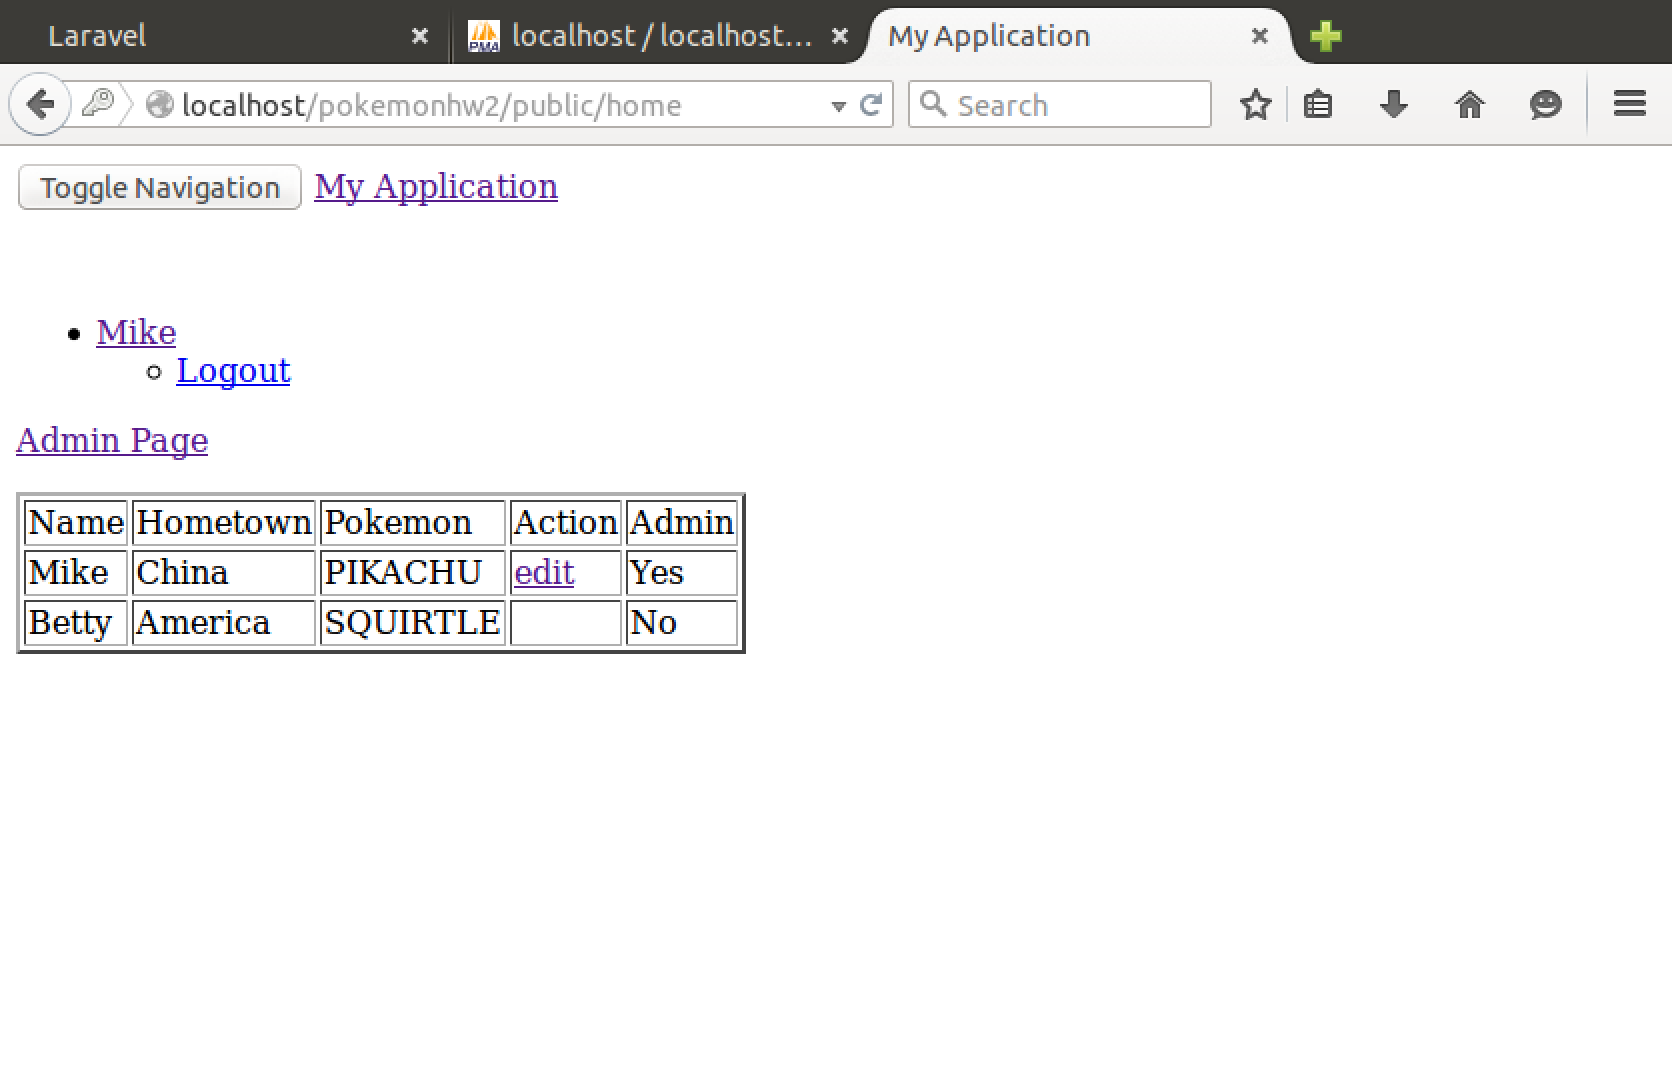 Laravel
PMA localhost / localhost... My Application
localhost/pokemonhw2/public/home Search
Toggle Navigation My Application
Mike
Logout
Admin Page
Name Hometown Pokemon Action Admin
Mike China PIKACHU edit Yes
Betty America SQUIRTLE No